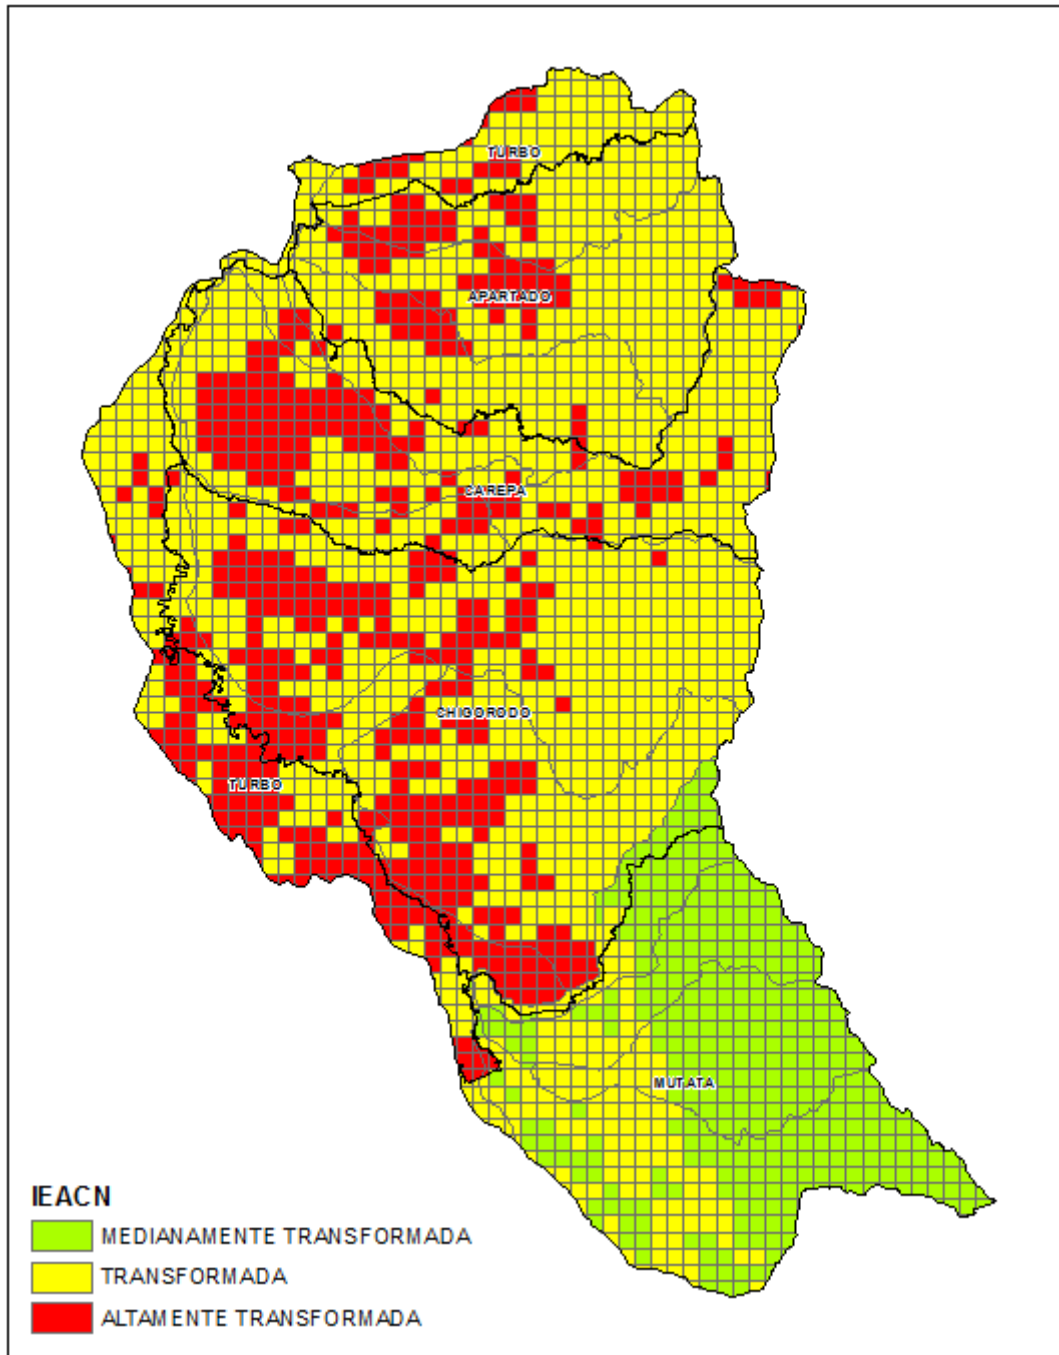 TURBO
APARTADO
CAREPA
CHIGORODO
TURBO
MUTATA
IEACN
MEDIANAMENTE TRANSFORMADA
TRANSFORMADA
ALTAMENTE TRANSFORMADA